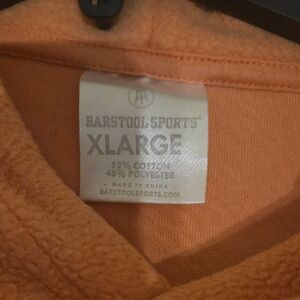 BARSTOOL SPORTS®
XLARGE
52% COTTON
48% POLYESTER
- MADE IN CHINA -
BARSTOOLSPORTS.COM